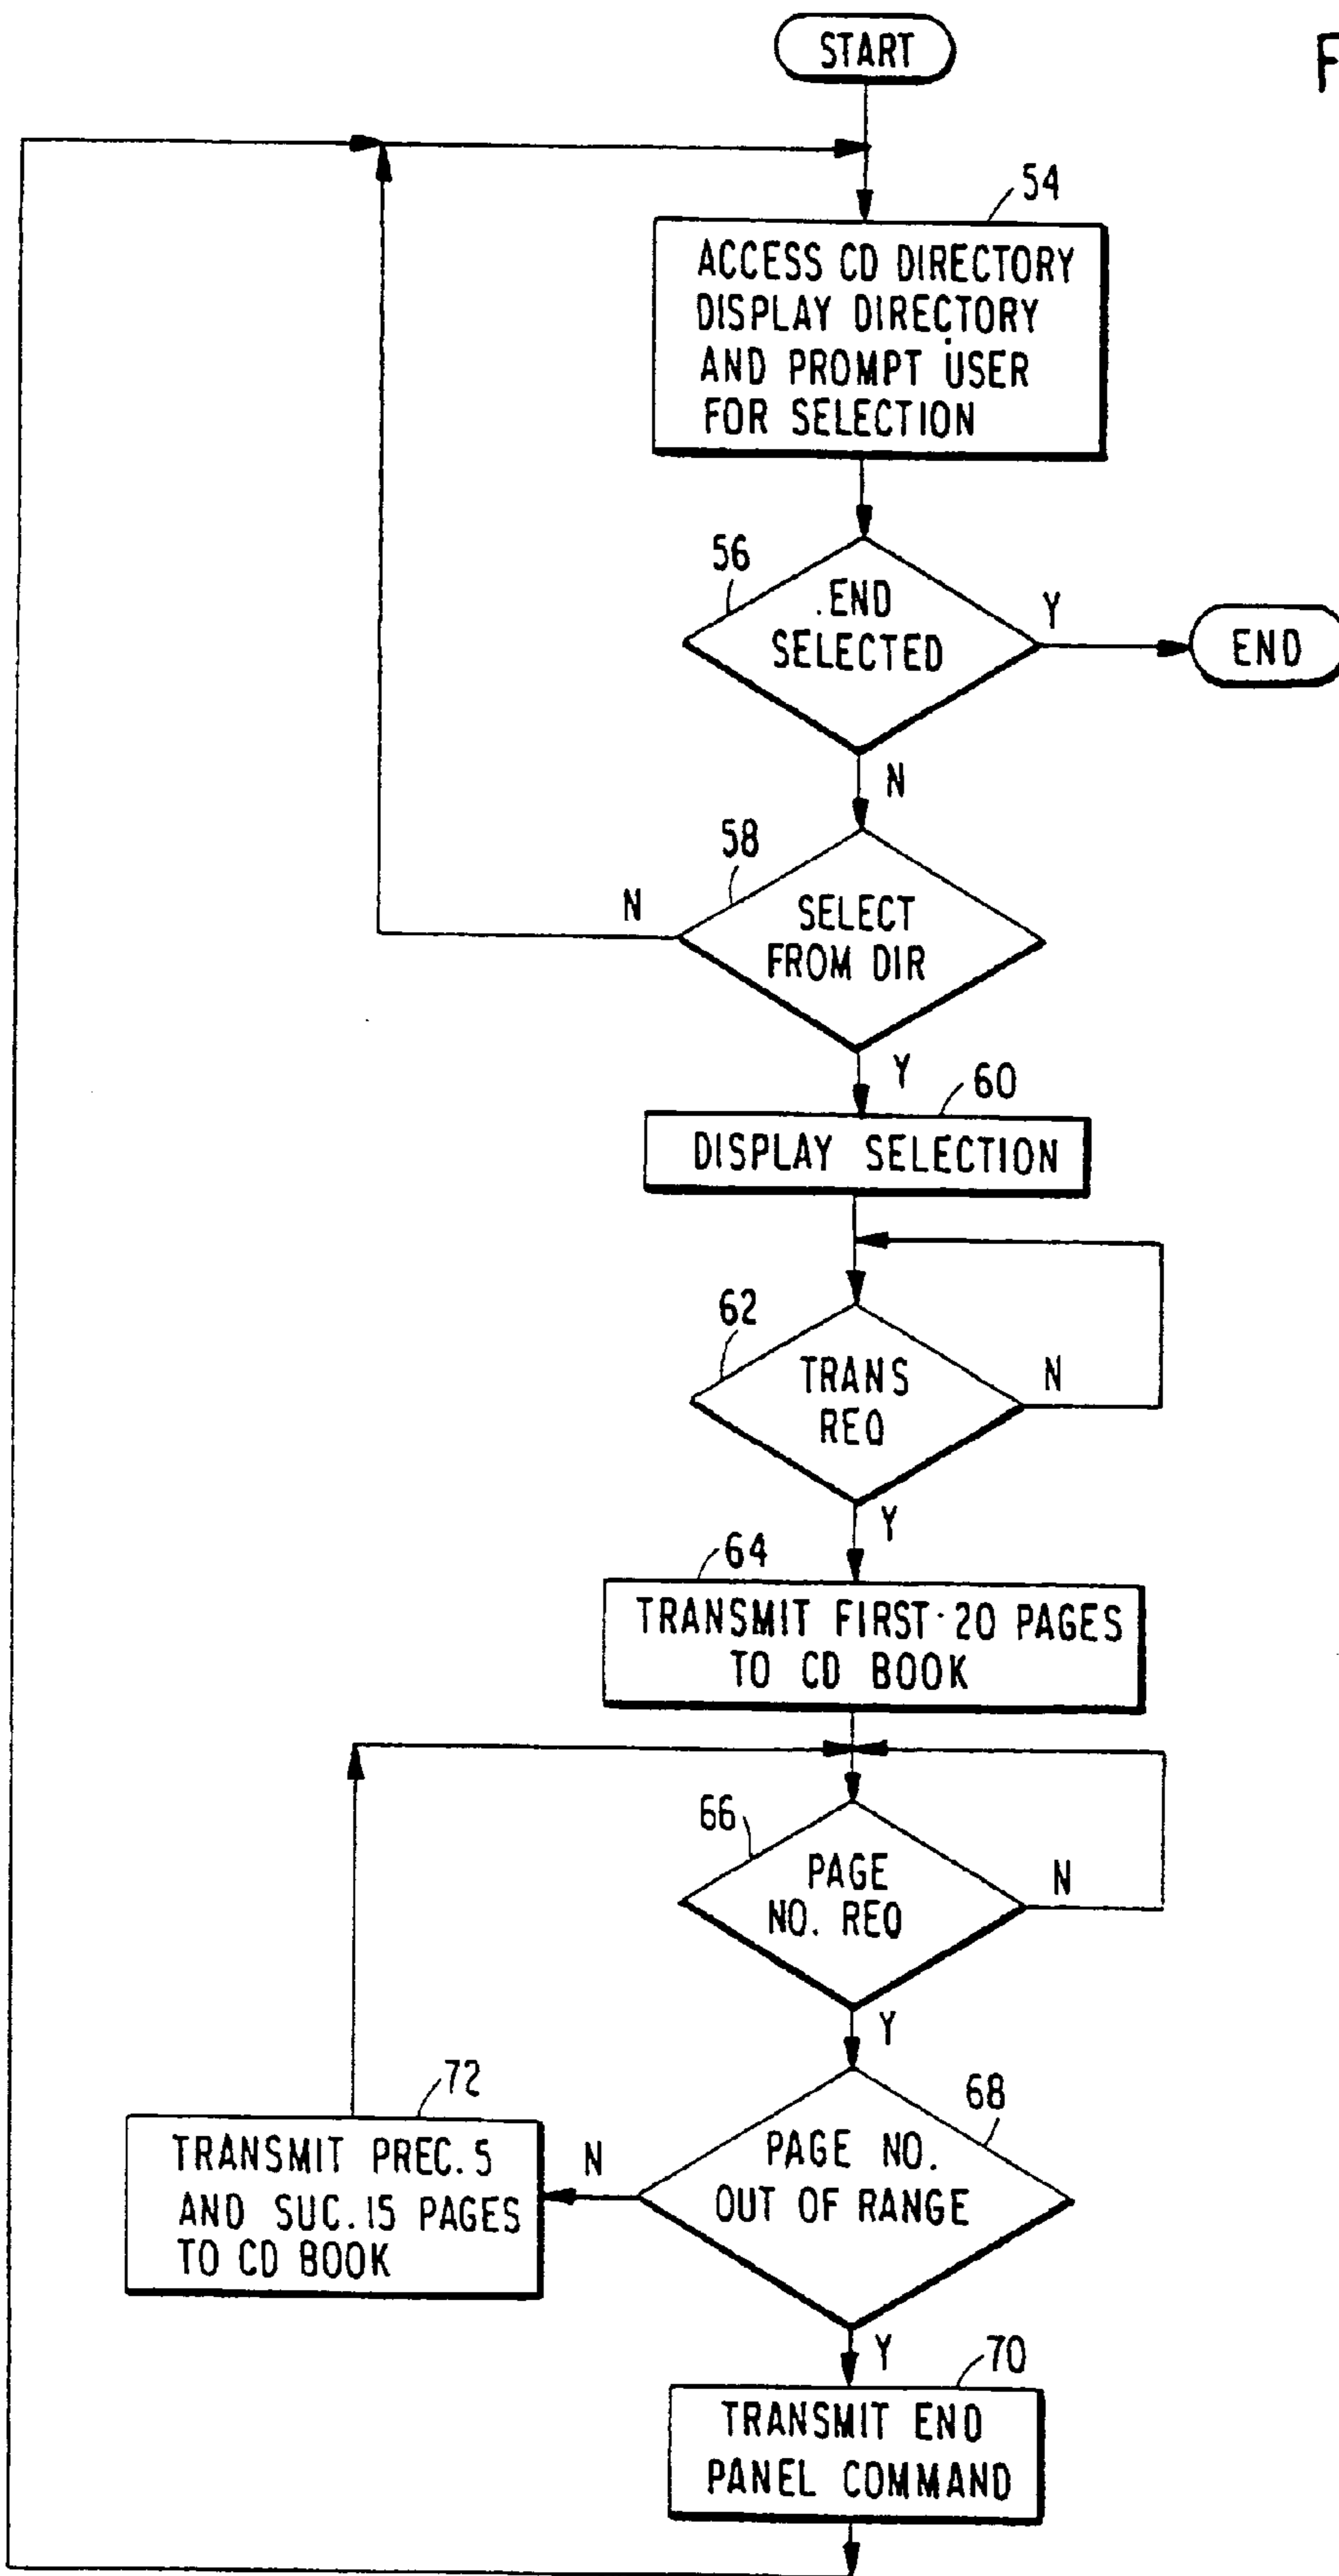 START
F
54
ACCESS CD DIRECTORY
DISPLAY DIRECTORY
AND PROMPT USER
FOR SELECTION
56
.END
SELECTED
Y
END
N
58
SELECT
FROM DIR
N
Y
60
DISPLAY SELECTION
62
TRANS
REQ
N
Y
64
TRANSMIT FIRST·20 PAGES
TO CD BOOK
66
PAGE
NO. REQ
N
Y
72
TRANSMIT PREC. 5
AND SUC. 15 PAGES
TO CD BOOK
N
68
PAGE NO.
OUT OF RANGE
Y
70
TRANSMIT END
PANEL COMMAND